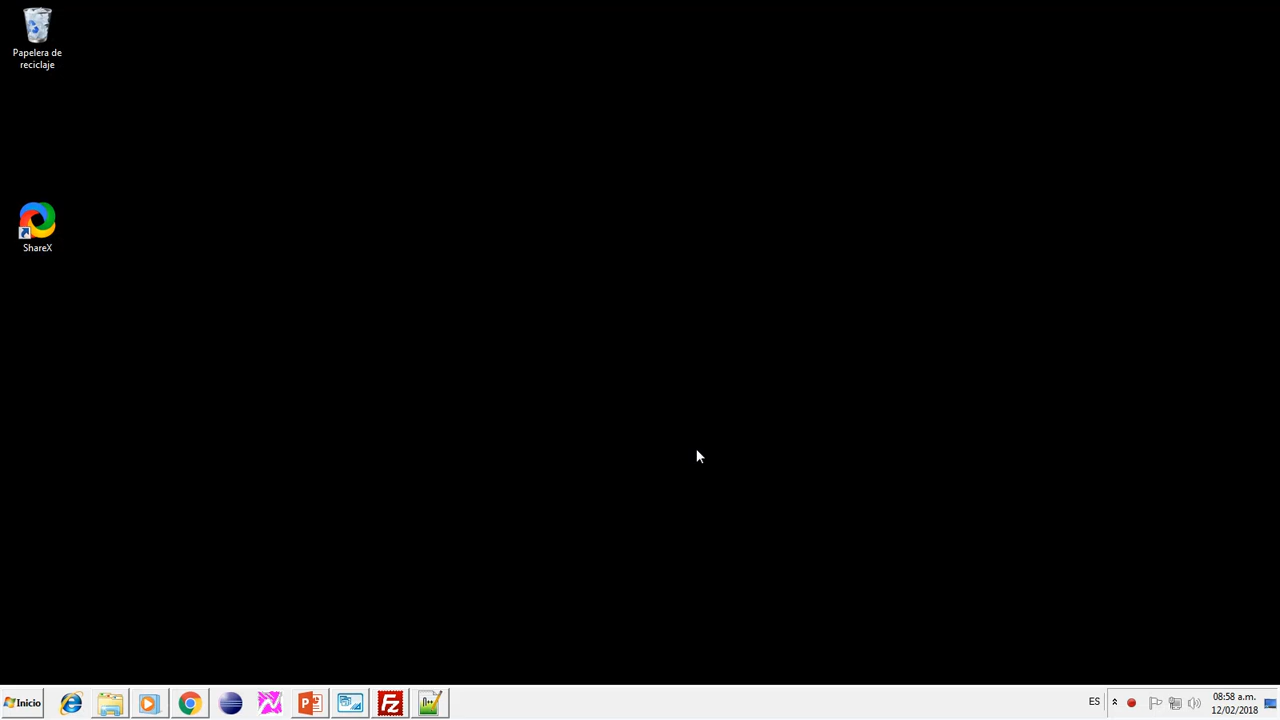 Papelera de
reciclaje
ShareX
Inicio
ES
08:58 a.m.
12/02/2018